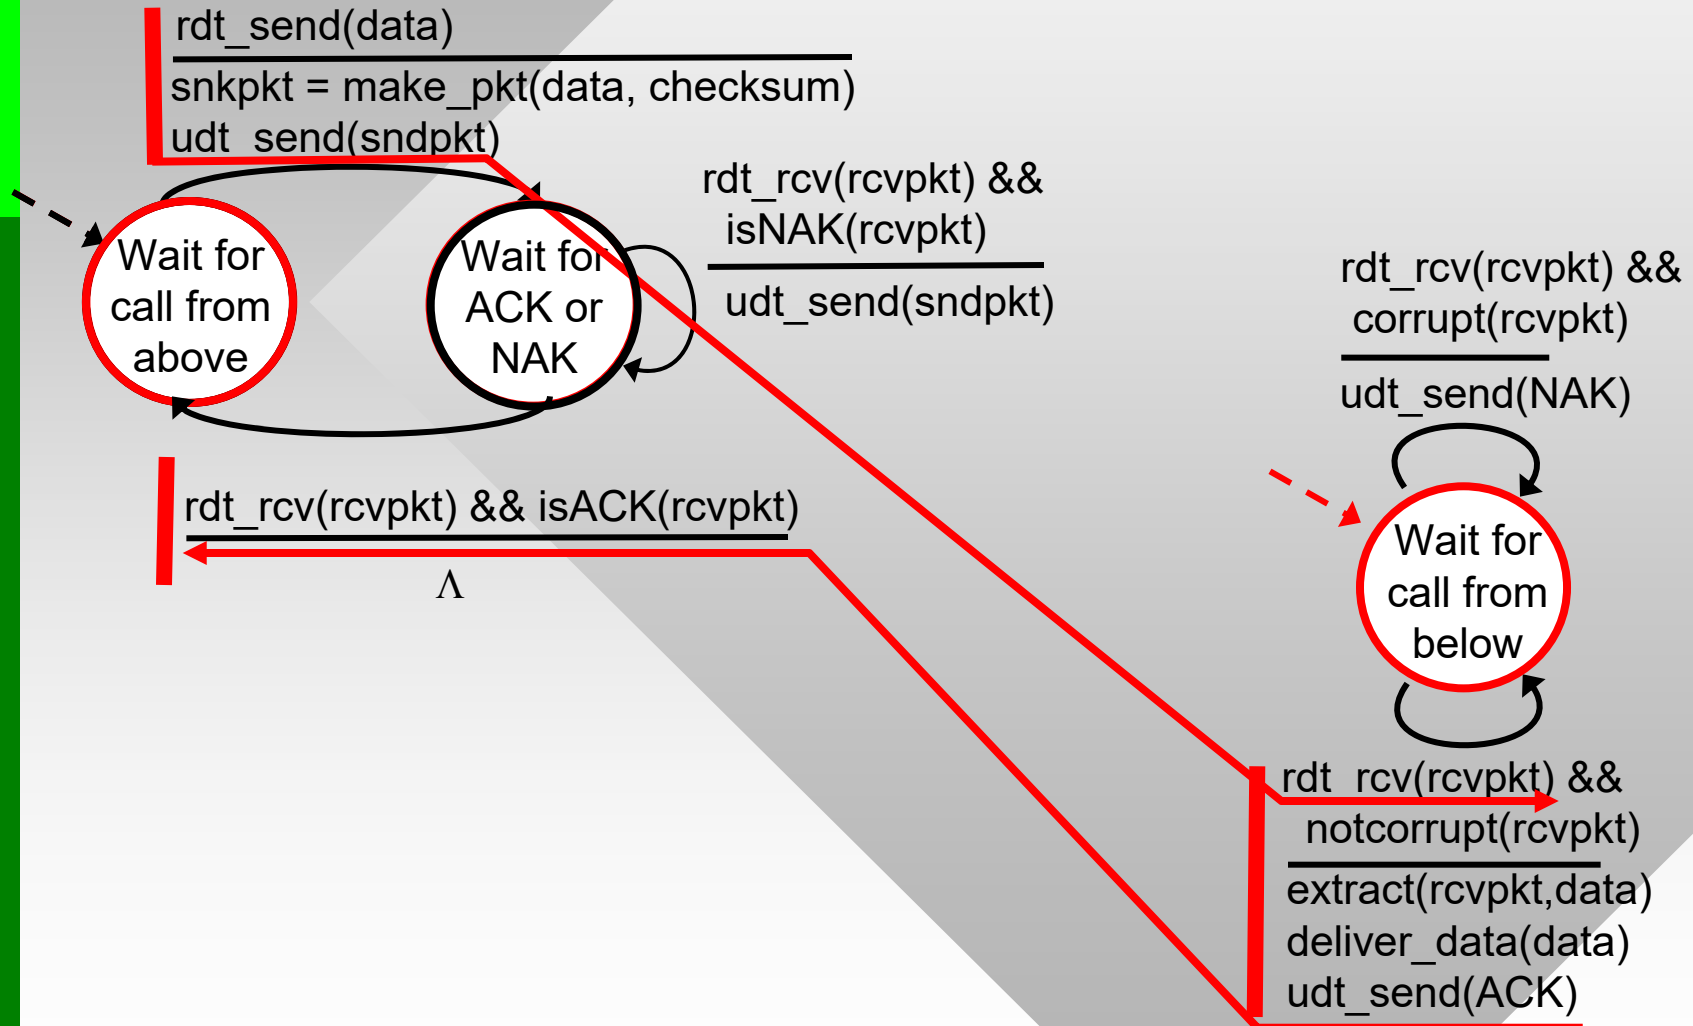 rdt_send(data)
snkpkt = make_pkt(data, checksum)
udt_send(sndpkt)
rdt_rcv(rcvpkt) &&
isNAK(rcvpkt)
udt_send(sndpkt)
Wait for
call from
above
Wait for
ACK or
NAK
rdt_rcv(rcvpkt) && isACK(rcvpkt)
Λ
rdt_rcv(rcvpkt) &&
corrupt(rcvpkt)
udt_send(NAK)
Wait for
call from
below
rdt_rcv(rcvpkt) &&
notcorrupt(rcvpkt)
extract(rcvpkt,data)
deliver_data(data)
udt_send(ACK)